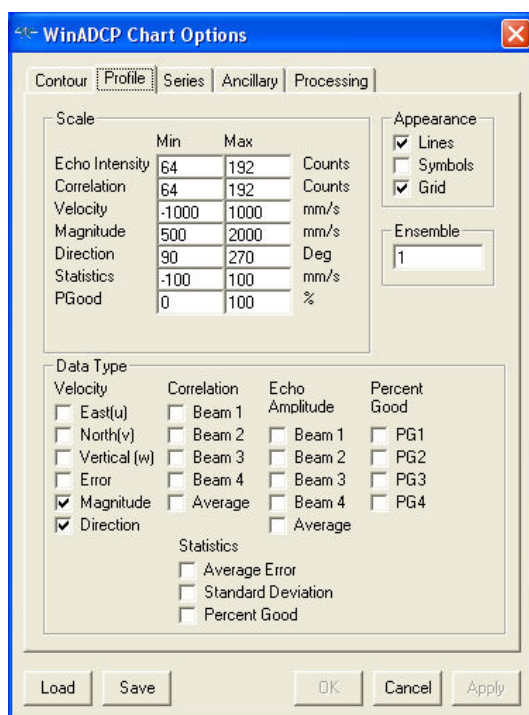 WinADCP Chart Options
Contour Profile Series Ancillary Processing
Scale
Min Max
Echo Intensity 64 192 Counts
Correlation 64 192 Counts
Velocity -1000 1000 mm/s
Magnitude 500 2000 mm/s
Direction 90 270 Deg
Statistics -100 100 mm/s
PGood 0 100 %
Appearance
Lines
Symbols
Grid
Ensemble
1
Data Type
Velocity
East(u)
North(v)
Vertical (w)
Error
Magnitude
Direction
Correlation
Beam 1
Beam 2
Beam 3
Beam 4
Average
Echo
Amplitude
Beam 1
Beam 2
Beam 3
Beam 4
Average
Percent
Good
PG1
PG2
PG3
PG4
Statistics
Average Error
Standard Deviation
Percent Good
Load Save OK Cancel Apply